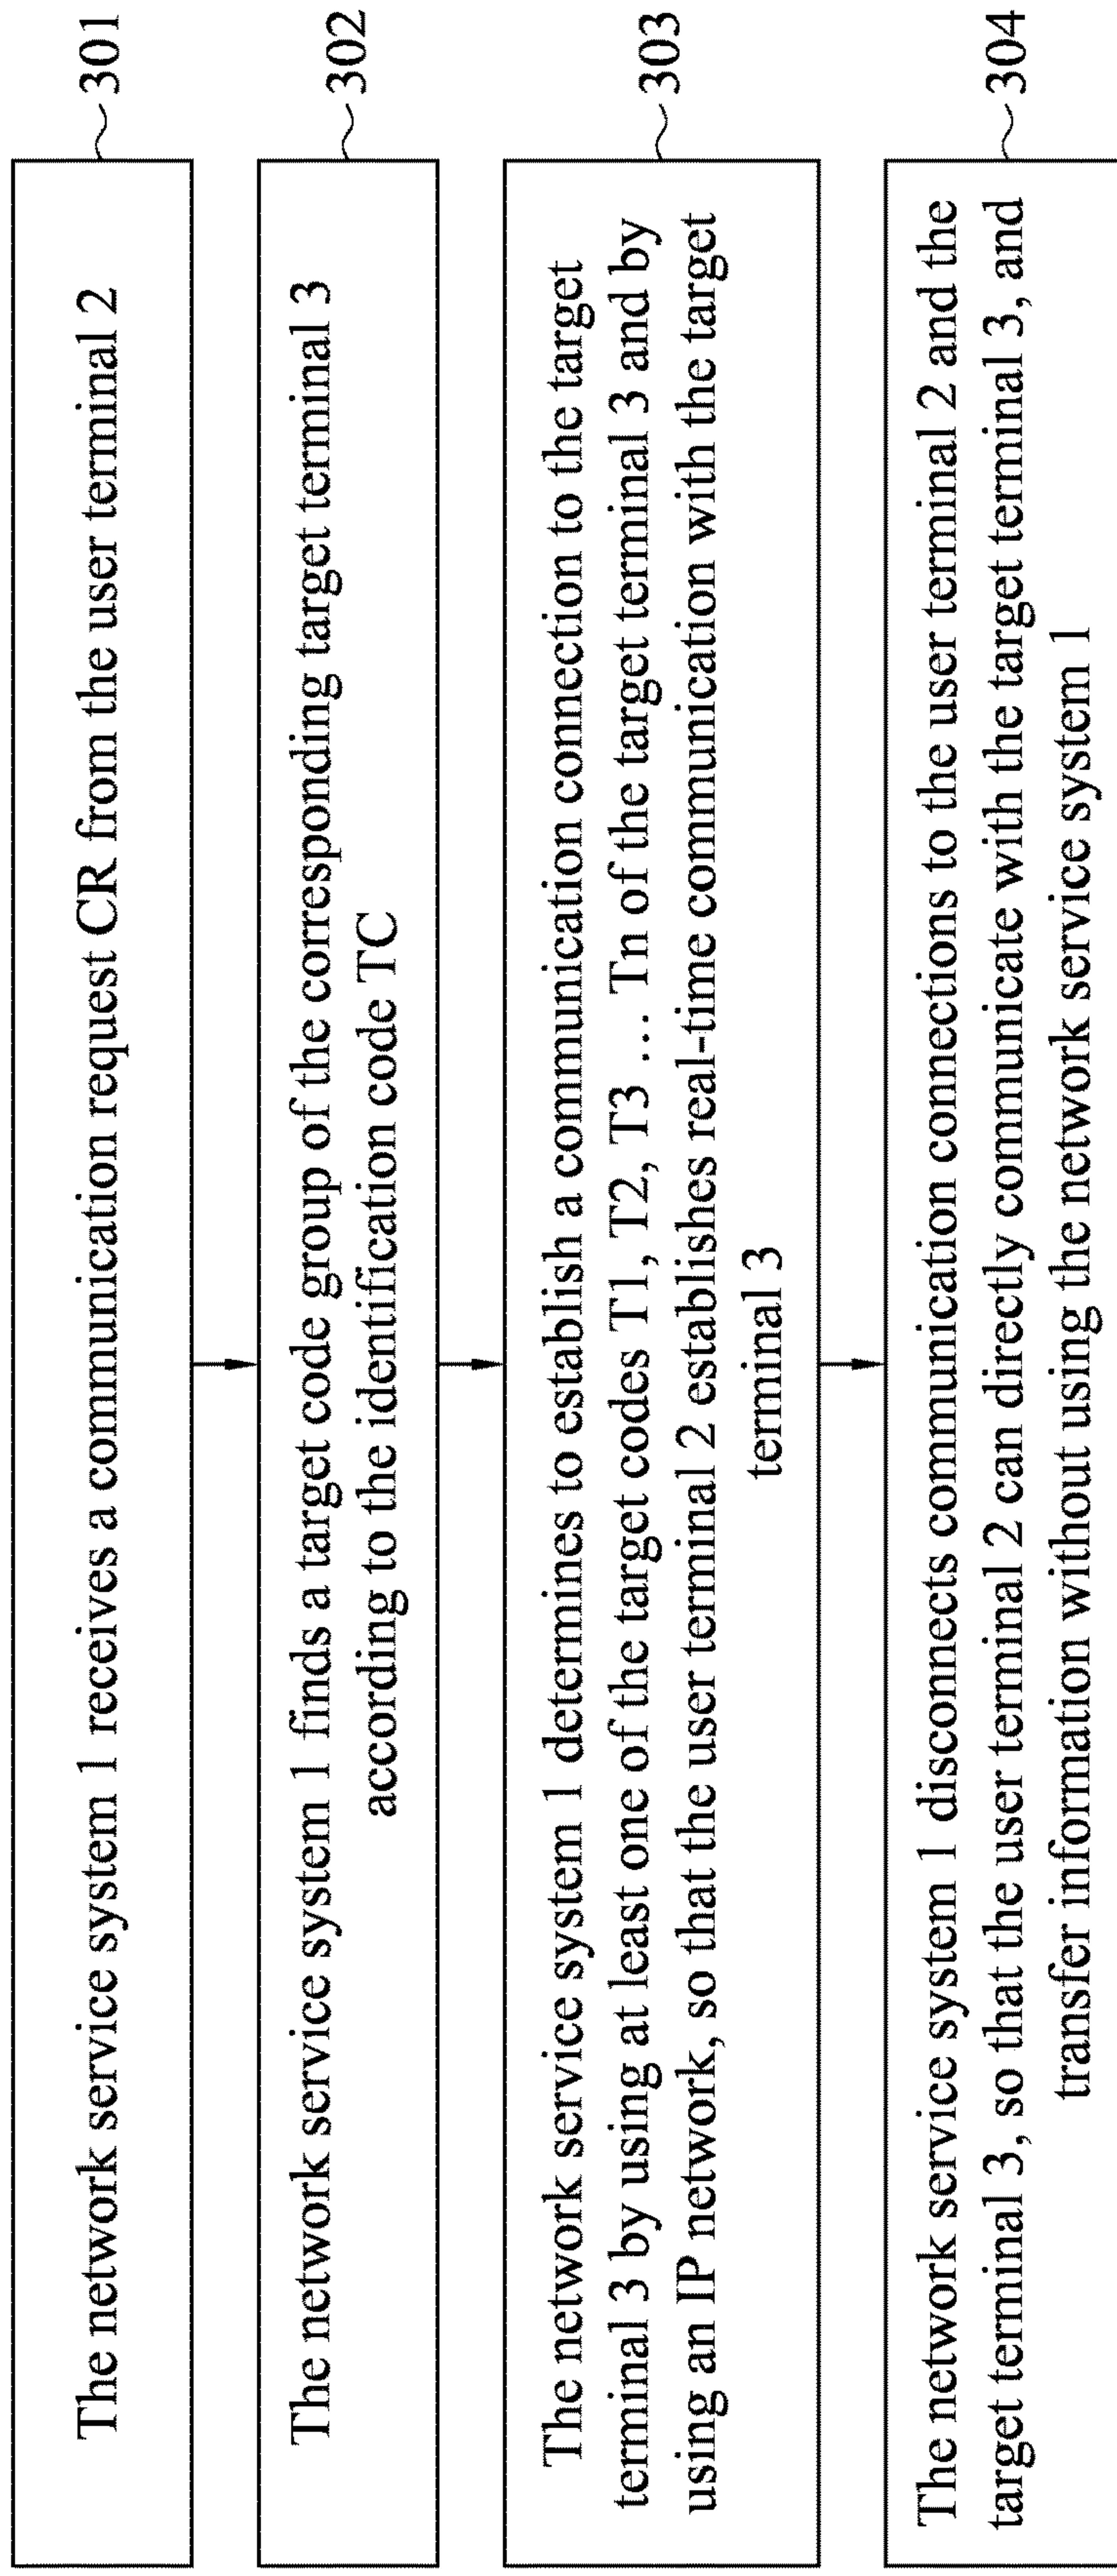 The network service system 1 receives a communication request CR from the user terminal 2
301
The network service system 1 finds a target code group of the corresponding target terminal 3
according to the identification code TC
302
The network service system 1 determines to establish a communication connection to the target
terminal 3 by using at least one of the target codes T1, T2, T3 ... Tn of the target terminal 3 and by
using an IP network, so that the user terminal 2 establishes real-time communication with the target
terminal 3
303
The network service system 1 disconnects communication connections to the user terminal 2 and the
target terminal 3, so that the user terminal 2 can directly communicate with the target terminal 3, and
transfer information without using the network service system 1
304